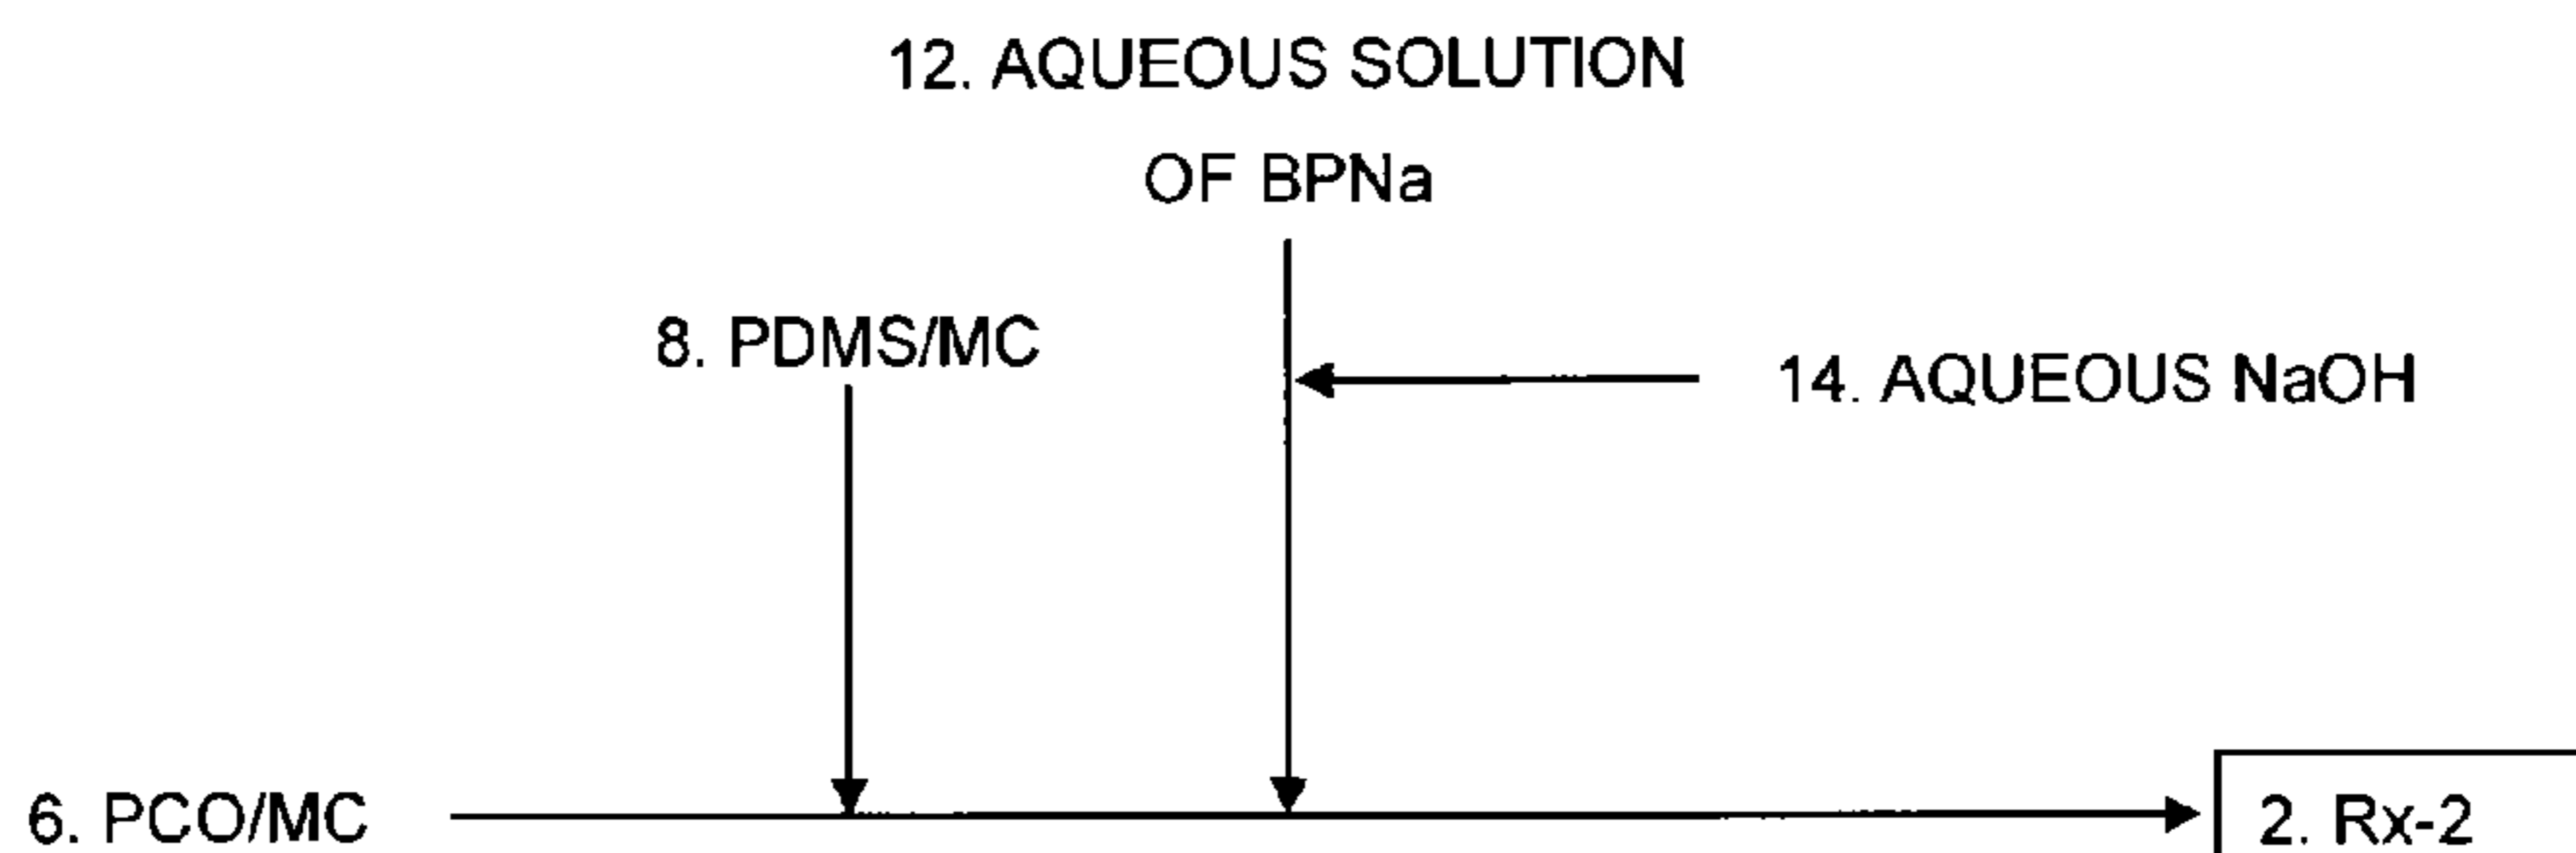 12. AQUEOUS SOLUTION
OF BPNa
8. PDMS/MC
14. AQUEOUS NaOH
6. PCO/MC
2. Rx-2